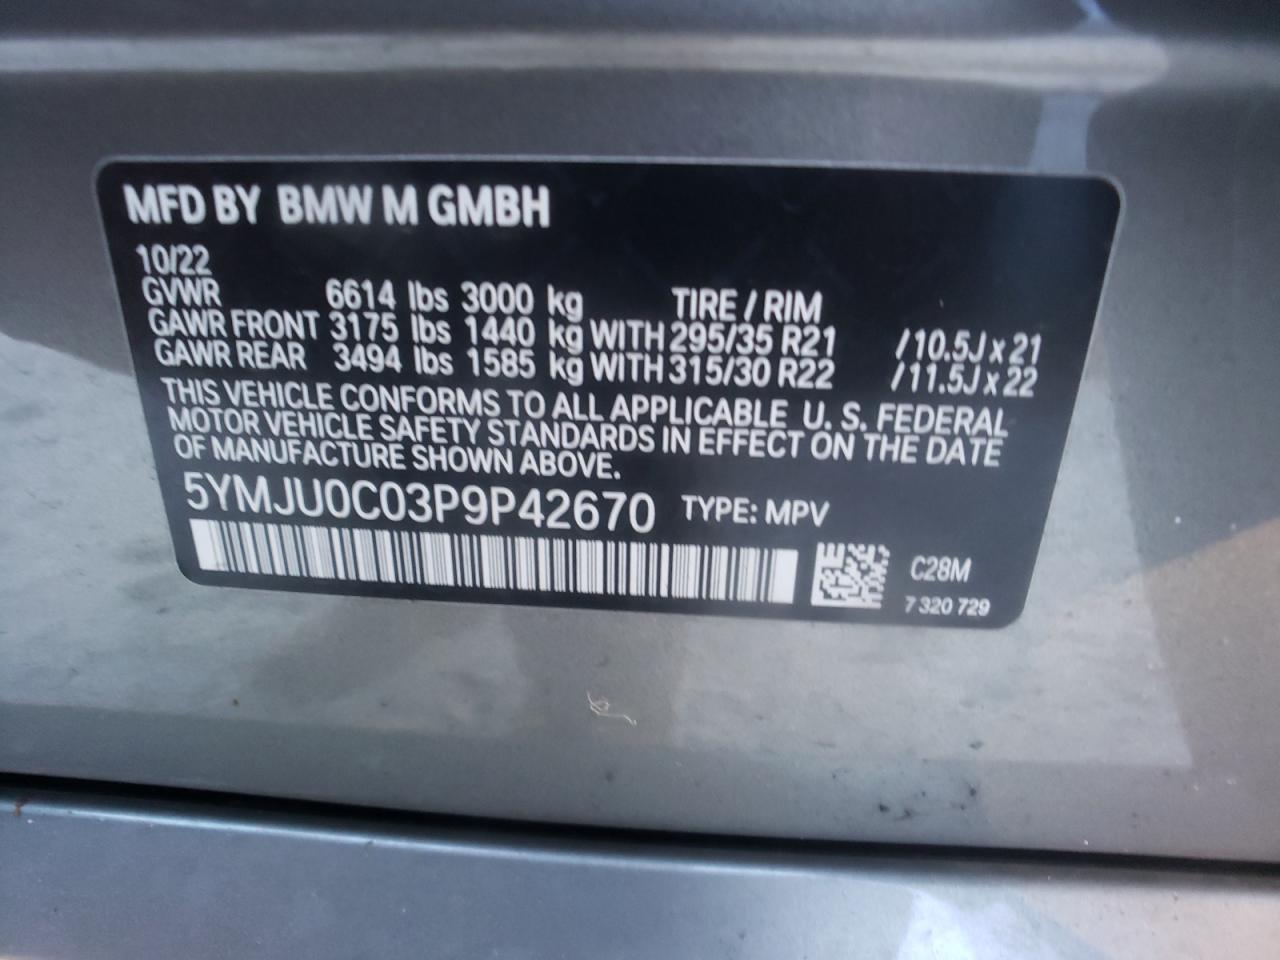 MFD BY BMW M GMBH
10/22
GVWR 6614 lbs 3000 kg TIRE / RIM
GAWR FRONT 3175 lbs 1440 kg WITH 295/35 R21 /10.5J x 21
GAWR REAR 3494 lbs 1585 kg WITH 315/30 R22 /11.5J x 22
THIS VEHICLE CONFORMS TO ALL APPLICABLE U. S. FEDERAL
MOTOR VEHICLE SAFETY STANDARDS IN EFFECT ON THE DATE
OF MANUFACTURE SHOWN ABOVE.
5YMJU0C03P9P42670 TYPE: MPV
C28M
7 320 729